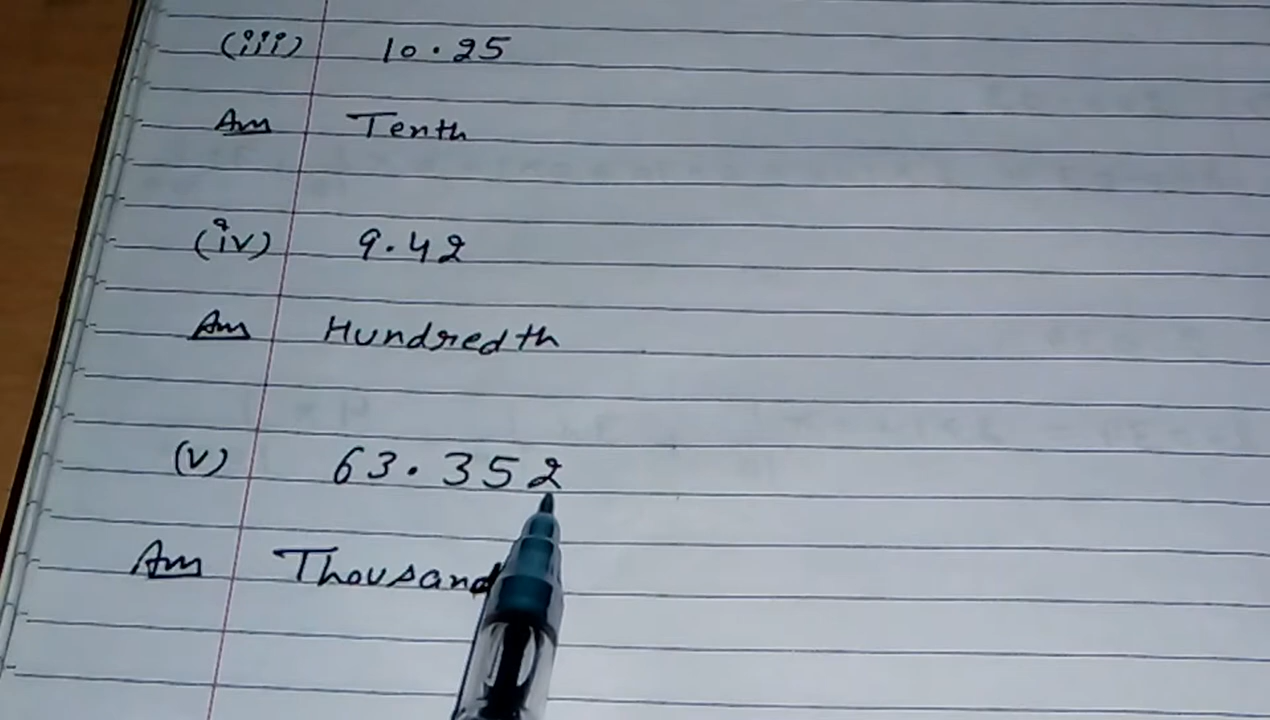 (iii) 10.25
Ans Tenth
(iv) 9.42
Ans Hundredth
(v) 63.352
Ans Thousand